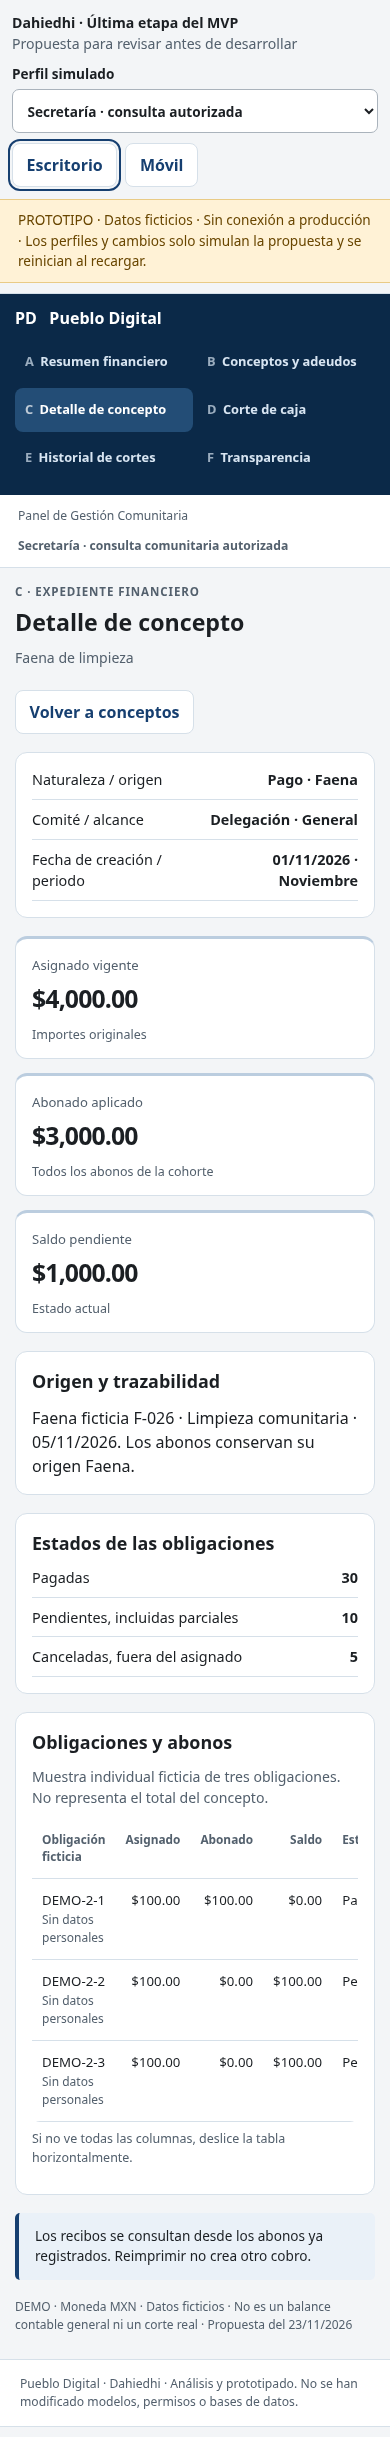 Dahiedhi · Última etapa del MVP
Propuesta para revisar antes de desarrollar
Perfil simulado
Secretaría · consulta autorizada
Escritorio Móvil
PROTOTIPO · Datos ficticios · Sin conexión a producción
· Los perfiles y cambios solo simulan la propuesta y se
reinician al recargar.
PD Pueblo Digital
A Resumen financiero B Conceptos y adeudos
C Detalle de concepto D Corte de caja
E Historial de cortes F Transparencia
Panel de Gestión Comunitaria
Secretaría · consulta comunitaria autorizada
C · EXPEDIENTE FINANCIERO
Detalle de concepto
Faena de limpieza
Volver a conceptos
Naturaleza / origen Pago · Faena
Comité / alcance Delegación · General
Fecha de creación / 01/11/2026 ·
periodo Noviembre
Asignado vigente
$4,000.00
Importes originales
Abonado aplicado
$3,000.00
Todos los abonos de la cohorte
Saldo pendiente
$1,000.00
Estado actual
Origen y trazabilidad
Faena ficticia F-026 · Limpieza comunitaria ·
05/11/2026. Los abonos conservan su
origen Faena.
Estados de las obligaciones
Pagadas 30
Pendientes, incluidas parciales 10
Canceladas, fuera del asignado 5
Obligaciones y abonos
Muestra individual ficticia de tres obligaciones.
No representa el total del concepto.
Obligación Asignado Abonado Saldo Est
ficticia
DEMO-2-1 $100.00 $100.00 $0.00 Pa
Sin datos
personales
DEMO-2-2 $100.00 $0.00 $100.00 Pe
Sin datos
personales
DEMO-2-3 $100.00 $0.00 $100.00 Pe
Sin datos
personales
Si no ve todas las columnas, deslice la tabla
horizontalmente.
Los recibos se consultan desde los abonos ya
registrados. Reimprimir no crea otro cobro.
DEMO · Moneda MXN · Datos ficticios · No es un balance
contable general ni un corte real · Propuesta del 23/11/2026
Pueblo Digital · Dahiedhi · Análisis y prototipado. No se han
modificado modelos, permisos o bases de datos.